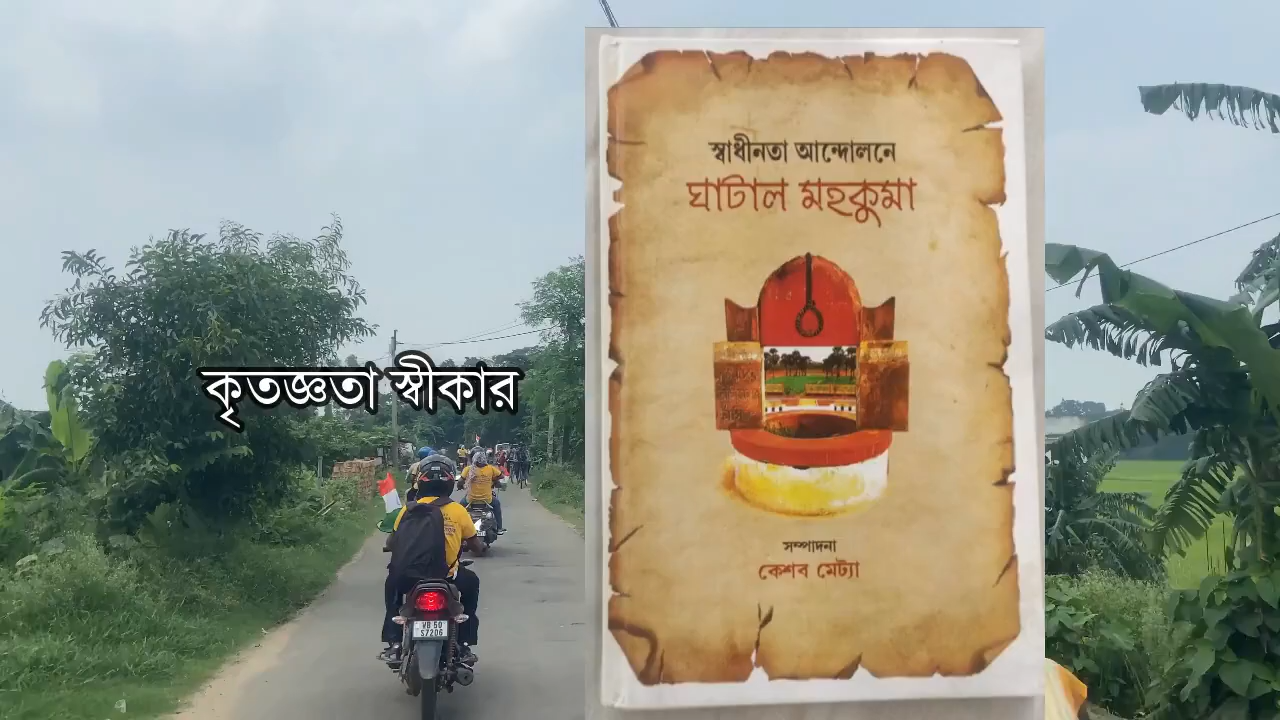 কৃতজ্ঞতা স্বীকার
স্বাধীনতা আন্দোলনে
ঘাটাল মহকুমা
সম্পাদনা
কেশব মেট্যা
WB 50
S7206